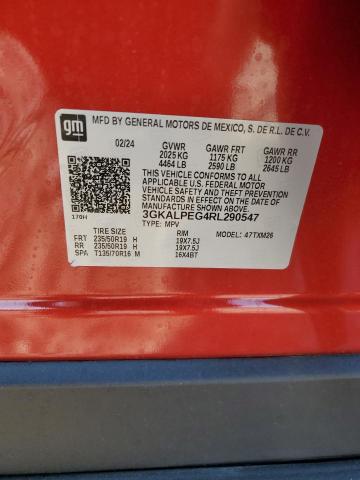 gm
MFD BY GENERAL MOTORS DE MEXICO, S. DE R.L. DE C.V.
02/24 GVWR GAWR FRT GAWR RR
2025 KG 1175 KG 1200 KG
4464 LB 2590 LB 2645 LB
THIS VEHICLE CONFORMS TO ALL APPLICABLE
U.S. FEDERAL MOTOR VEHICLE SAFETY, BUMPER, AND
THEFT PREVENTION STANDARDS IN
EFFECT ON THE DATE OF
MANUFACTURE SHOWN ABOVE.
170H 3GKALPEG4RL290547
TYPE: MPV MODEL: 47TXM26
TIRE SIZE RIM
FRT 235/50R19 H 19X7.5J
RR 235/50R19 H 19X7.5J
SPA T135/70R16 M 16X4BT